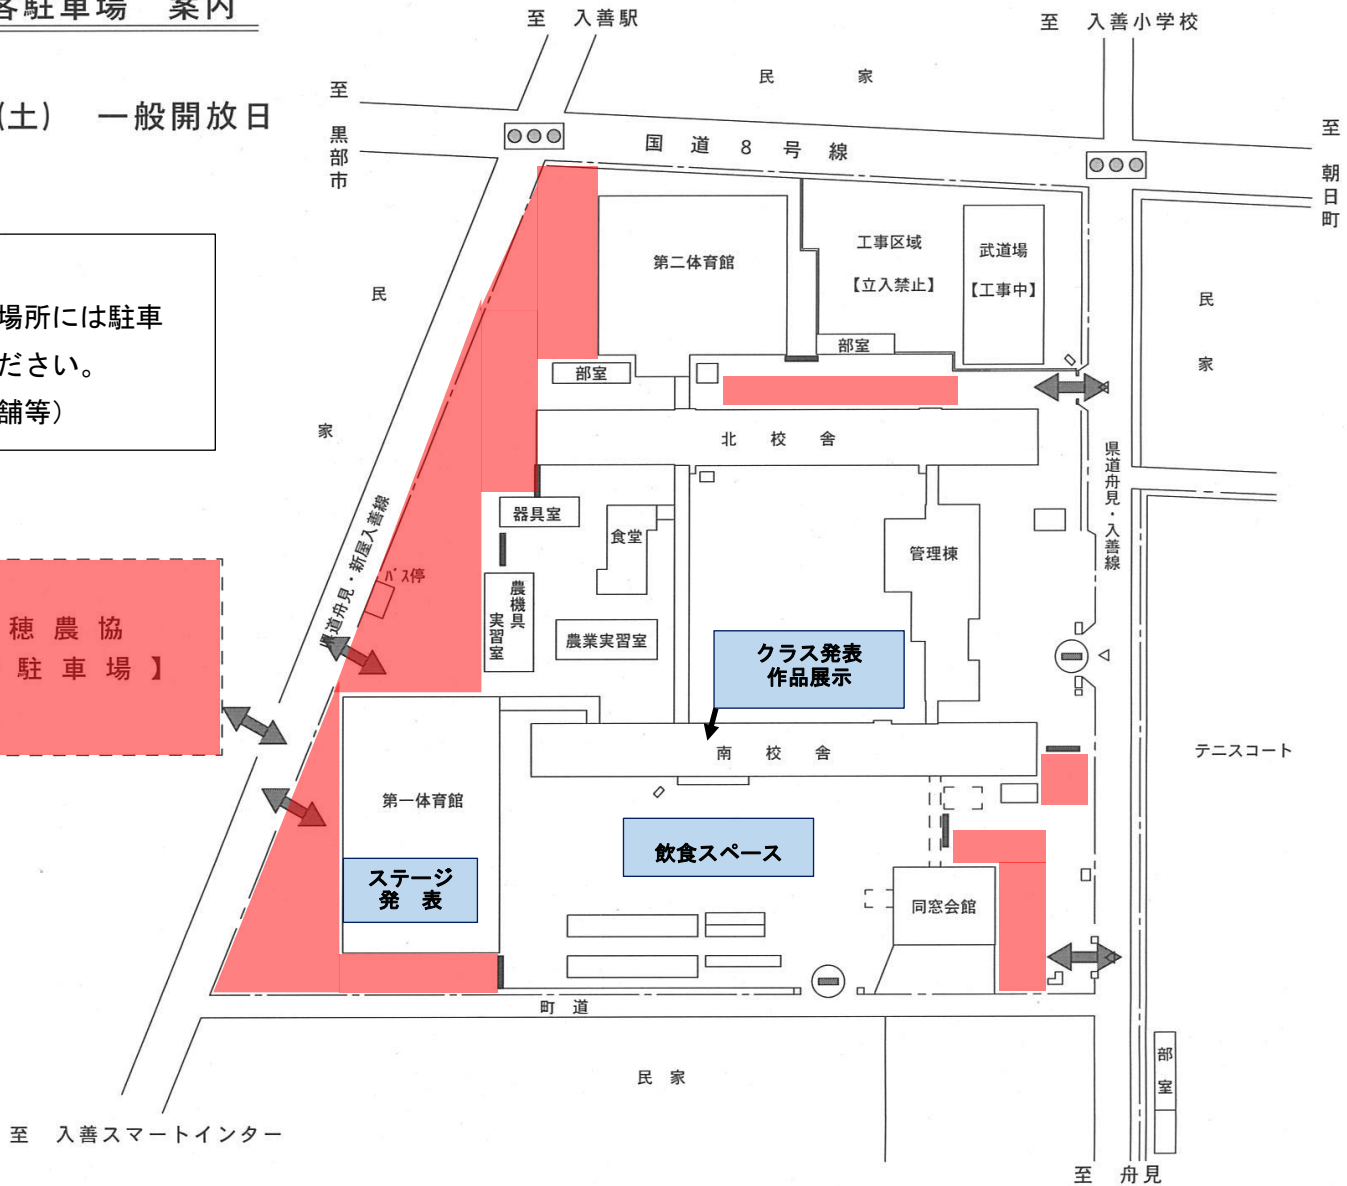 客駐車場　案内
(土)　一般開放日
場所には駐車
ださい。
舗等）
至　入善駅
至　入善小学校
至　黒部市
至　朝日町
民　家
国　道　8　号　線
民　家
民　家
第二体育館
工事区域
【立入禁止】
武道場
【工事中】
部室
部室
北　校　舎
県道舟見・入善線
県道舟見・新屋入善線
バス停
器具室
食堂
管理棟
農機具
実習室
農業実習室
クラス発表
作品展示
穂 農 協
駐 車 場 】
南　校　舎
テニスコート
第一体育館
ステージ
発　表
飲食スペース
同窓会館
町　道
民　家
部室
至　入善スマートインター
至　舟見